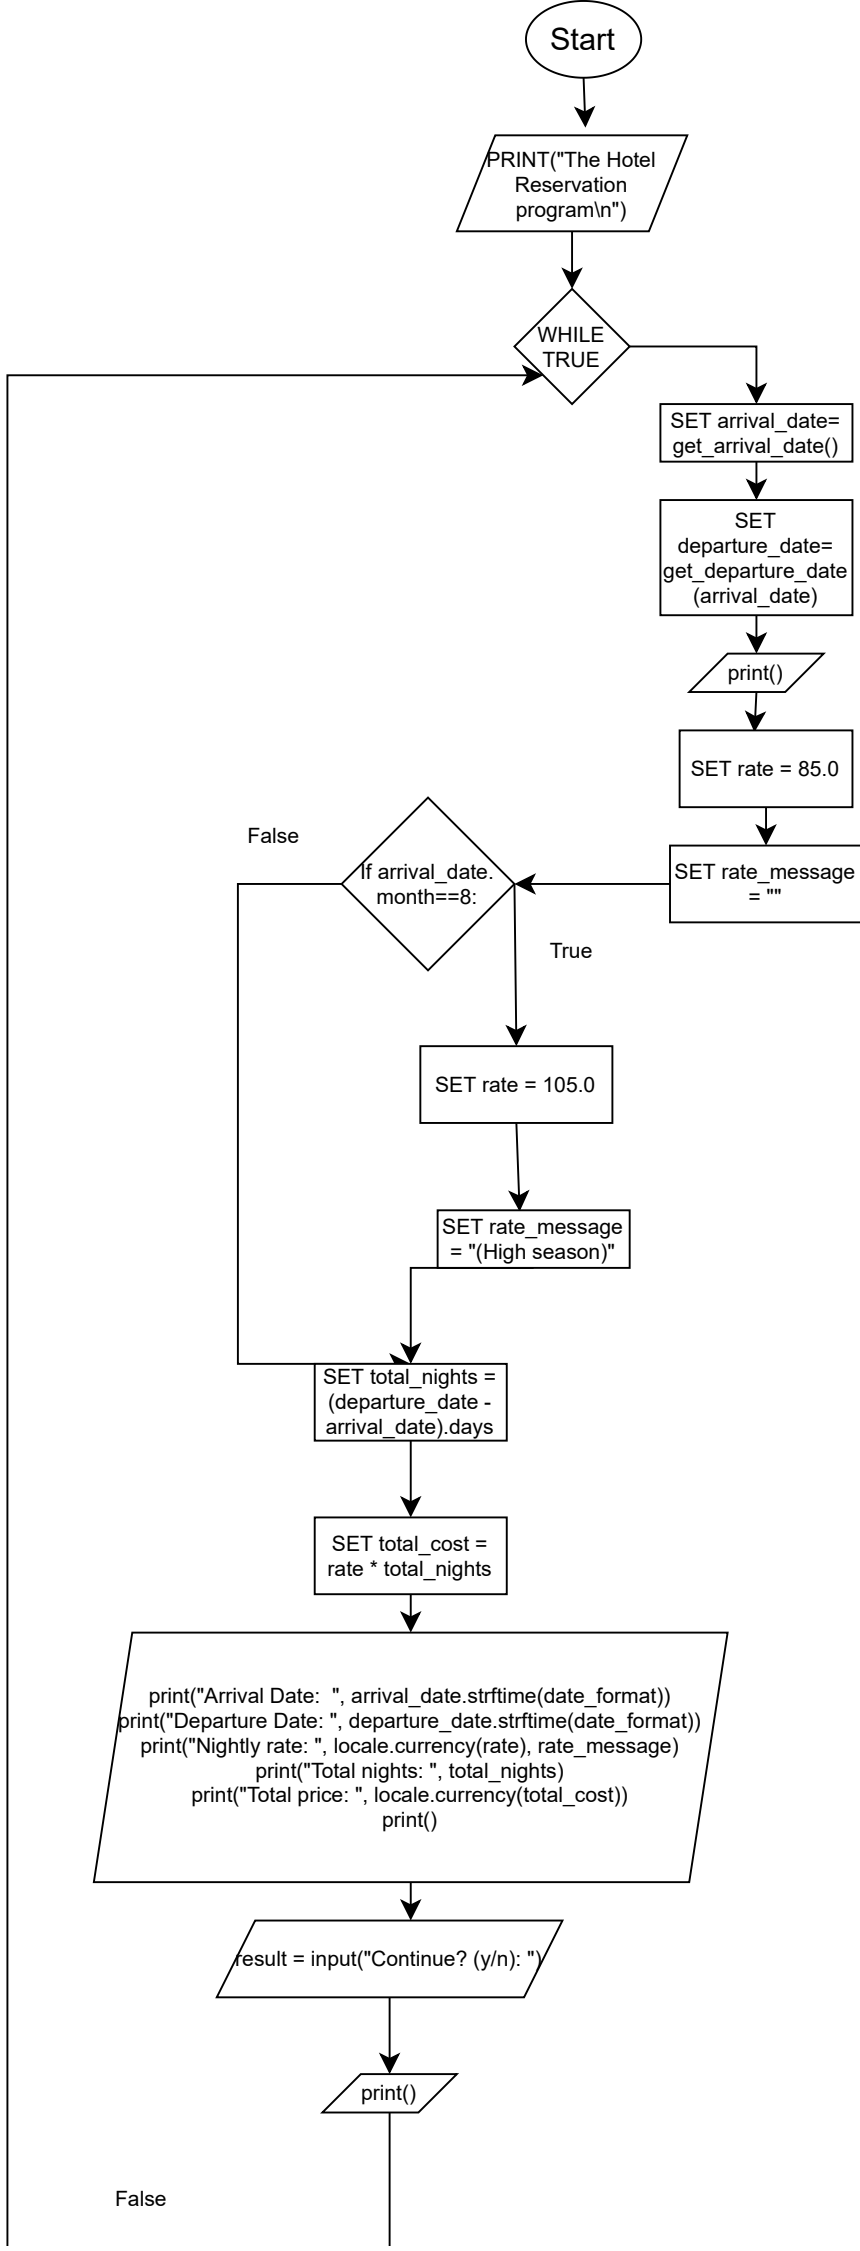 Start
PRINT("The Hotel
Reservation
program\n")
WHILE
TRUE
SET arrival_date=
get_arrival_date()
SET
departure_date=
get_departure_date
(arrival_date)
print()
SET rate = 85.0
SET rate_message
= ""
If arrival_date.
month==8:
False
True
SET rate = 105.0
SET rate_message
= "(High season)"
SET total_nights =
(departure_date -
arrival_date).days
SET total_cost =
rate * total_nights
print("Arrival Date:  ", arrival_date.strftime(date_format))
print("Departure Date: ", departure_date.strftime(date_format))
print("Nightly rate: ", locale.currency(rate), rate_message)
print("Total nights: ", total_nights)
print("Total price: ", locale.currency(total_cost))
print()
result = input("Continue? (y/n): ")
print()
False